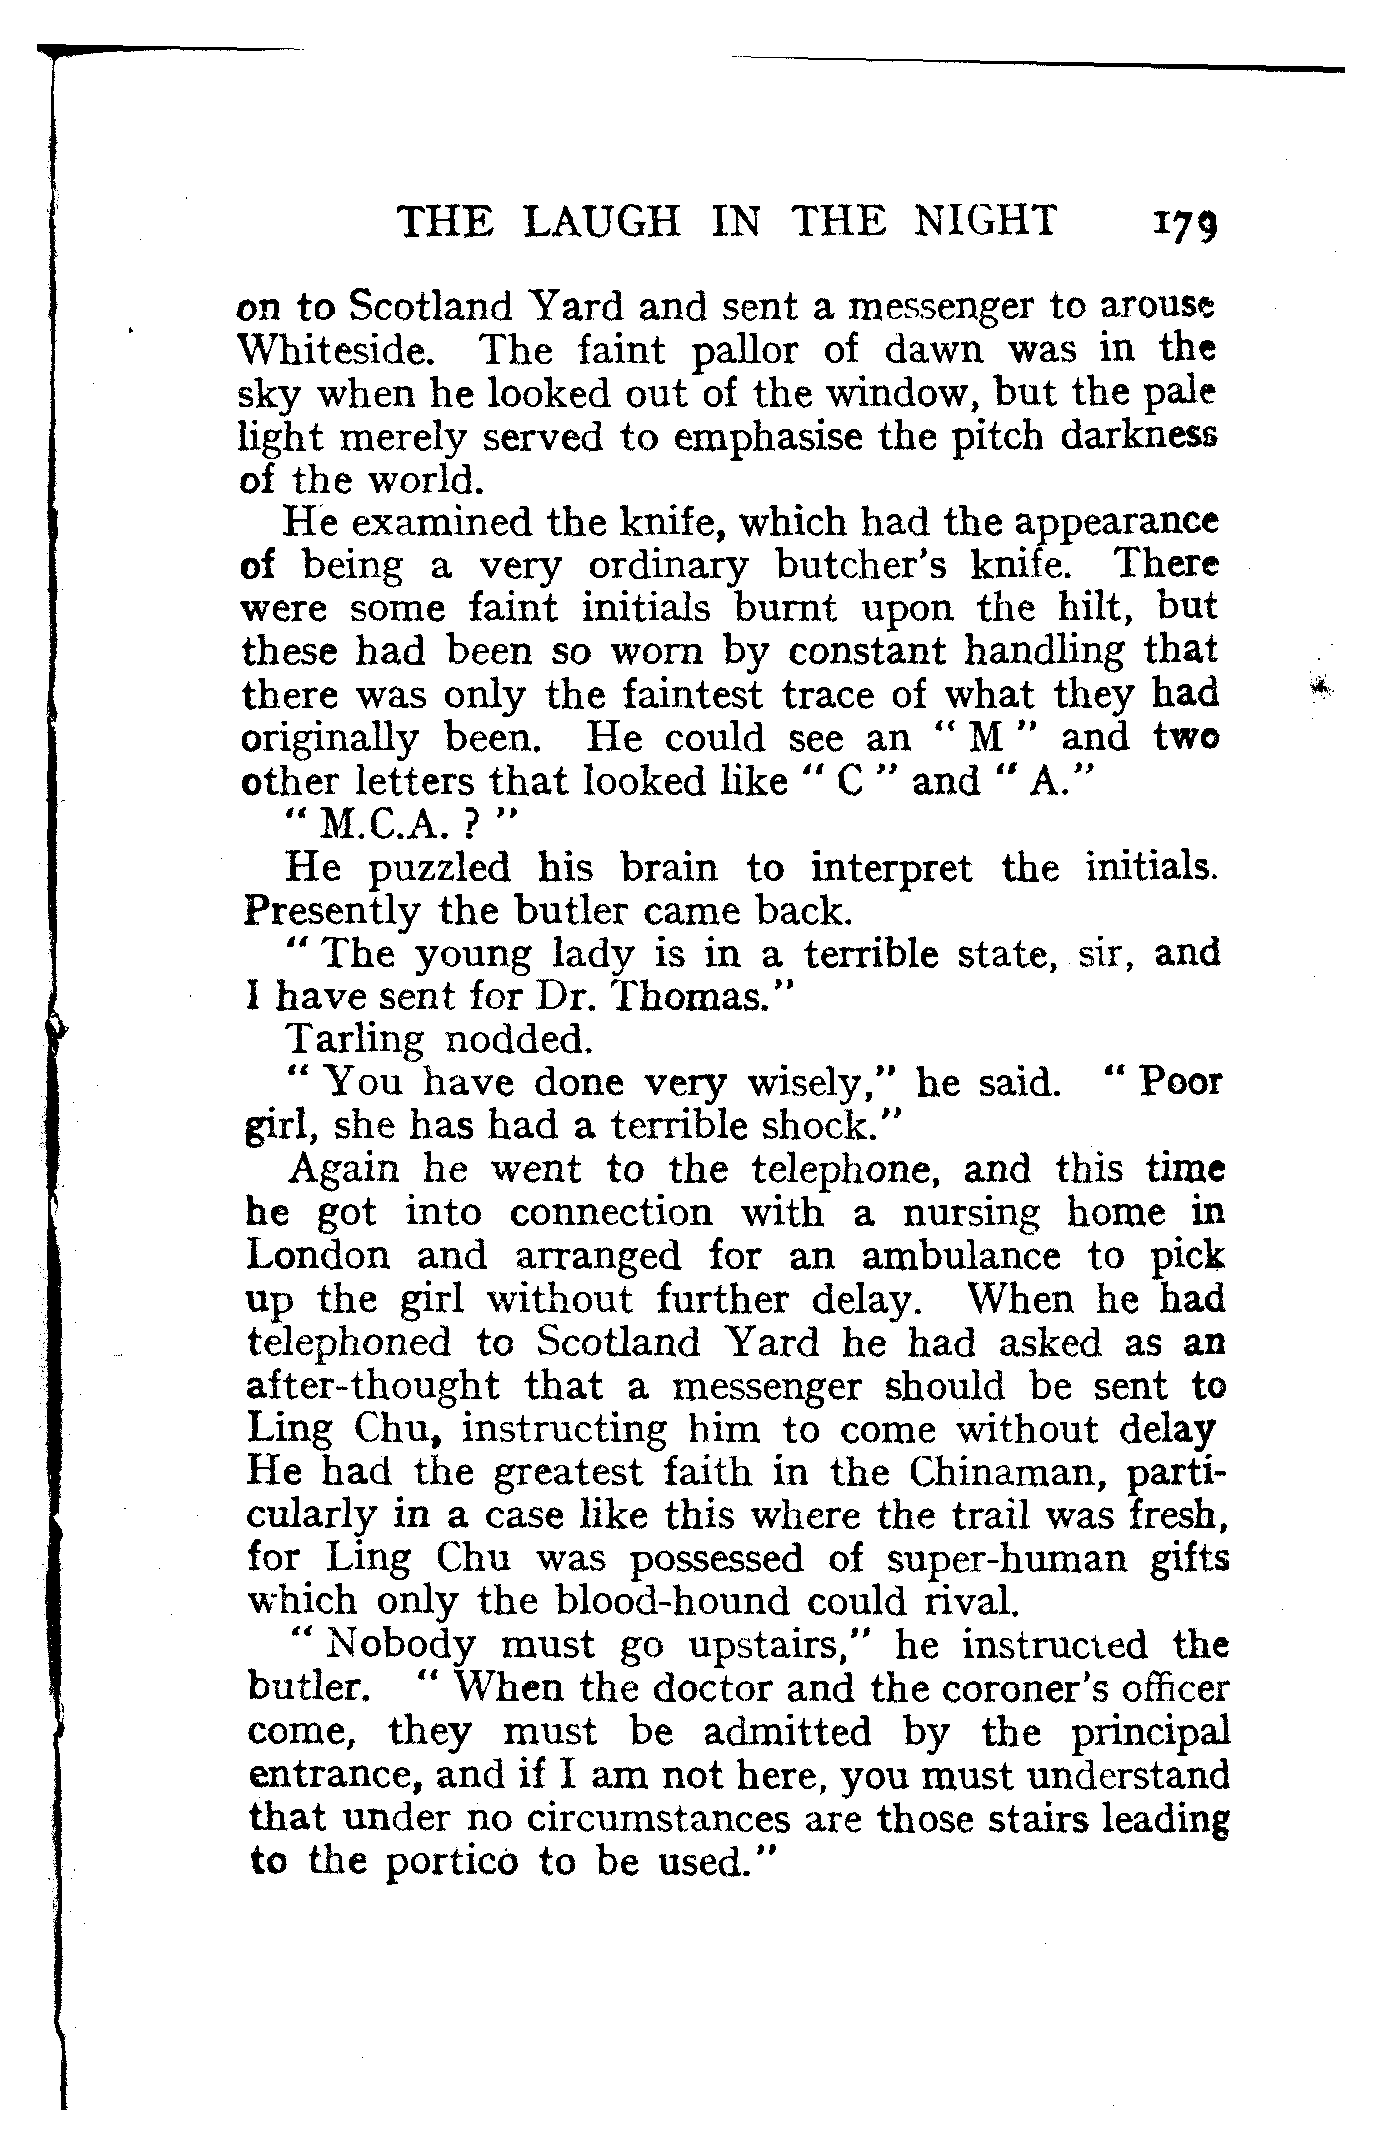 THE LAUGH IN THE NIGHT 179
on to Scotland Yard and sent a messenger to arouse
Whiteside. The faint pallor of dawn was in the
sky when he looked out of the window, but the pale
light merely served to emphasise the pitch darkness
of the world.
He examined the knife, which had the appearance
of being a very ordinary butcher's knife. There
were some faint initials burnt upon the hilt, but
these had been so worn by constant handling that
there was only the faintest trace of what they had
originally been. He could see an " M " and two
other letters that looked like " C " and " A."
" M.C.A. ? "
He puzzled his brain to interpret the initials.
Presently the butler came back.
" The young lady is in a terrible state, sir, and
I have sent for Dr. Thomas."
Tarling nodded.
" You have done very wisely," he said. " Poor
girl, she has had a terrible shock."
Again he went to the telephone, and this time
he got into connection with a nursing home in
London and arranged for an ambulance to pick
up the girl without further delay. When he had
telephoned to Scotland Yard he had asked as an
after-thought that a messenger should be sent to
Ling Chu, instructing him to come without delay
He had the greatest faith in the Chinaman, parti-
cularly in a case like this where the trail was fresh,
for Ling Chu was possessed of super-human gifts
which only the blood-hound could rival.
" Nobody must go upstairs," he instructed the
butler. " When the doctor and the coroner's officer
come, they must be admitted by the principal
entrance, and if I am not here, you must understand
that under no circumstances are those stairs leading
to the portico to be used."